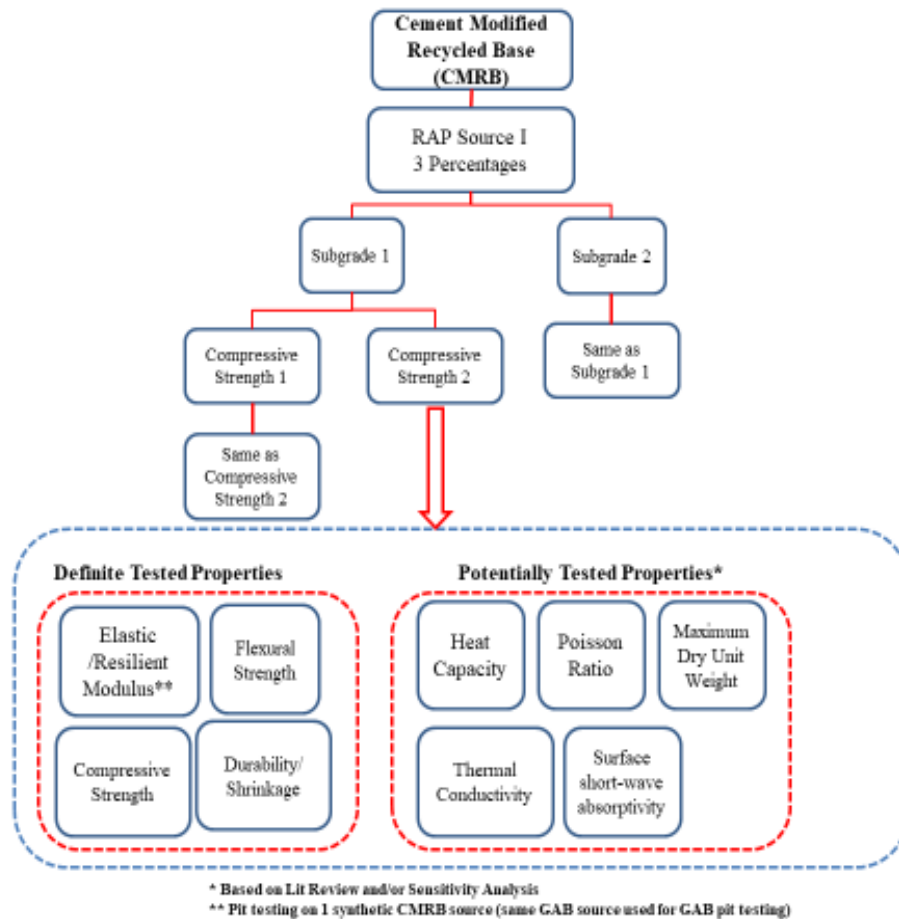 Cement Modified
Recycled Base
(CMRB)
RAP Source I
3 Percentages
Subgrade 1
Subgrade 2
Compressive
Strength 1
Compressive
Strength 2
Same as
Subgrade 1
Same as
Compressive
Strength 2
Definite Tested Properties
Elastic
/Resilient
Modulus**
Flexural
Strength
Compressive
Strength
Durability/
Shrinkage
Potentially Tested Properties*
Heat
Capacity
Poisson
Ratio
Maximum
Dry Unit
Weight
Thermal
Conductivity
Surface
short-wave
absorptivity
* Based on Lit Review and/or Sensitivity Analysis
** Pit testing on 1 synthetic CMRB source (same GAB source used for GAB pit testing)